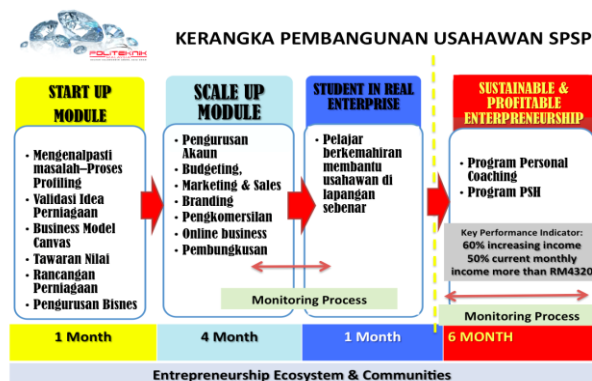 POLITEKNIK
KERANGKA PEMBANGUNAN USAHAWAN SPSP
START UP
MODULE
• Mengenalpasti
masalah–Proses
Profiling
• Validasi Idea
Perniagaan
• Business Model
Canvas
• Tawaran Nilai
• Rancangan
Perniagaan
• Pengurusan Bisnes
SCALE UP
MODULE
• Pengurusan
Akaun
• Budgeting,
• Marketing & Sales
• Branding
• Pengkomersilan
• Online business
• Pembungkusan
STUDENT IN REAL
ENTERPRISE
• Pelajar
berkemahiran
membantu
usahawan di
lapangan
sebenar
SUSTAINABLE &
PROFITABLE
ENTERPRENEURSHIP
• Program Personal
Coaching
• Program PSH
Key Performance Indicator:
60% increasing income
50% current monthly
income more than RM4320
Monitoring Process
Monitoring Process
1 Month
4 Month
1 Month
6 MONTH
Entrepreneurship Ecosystem & Communities